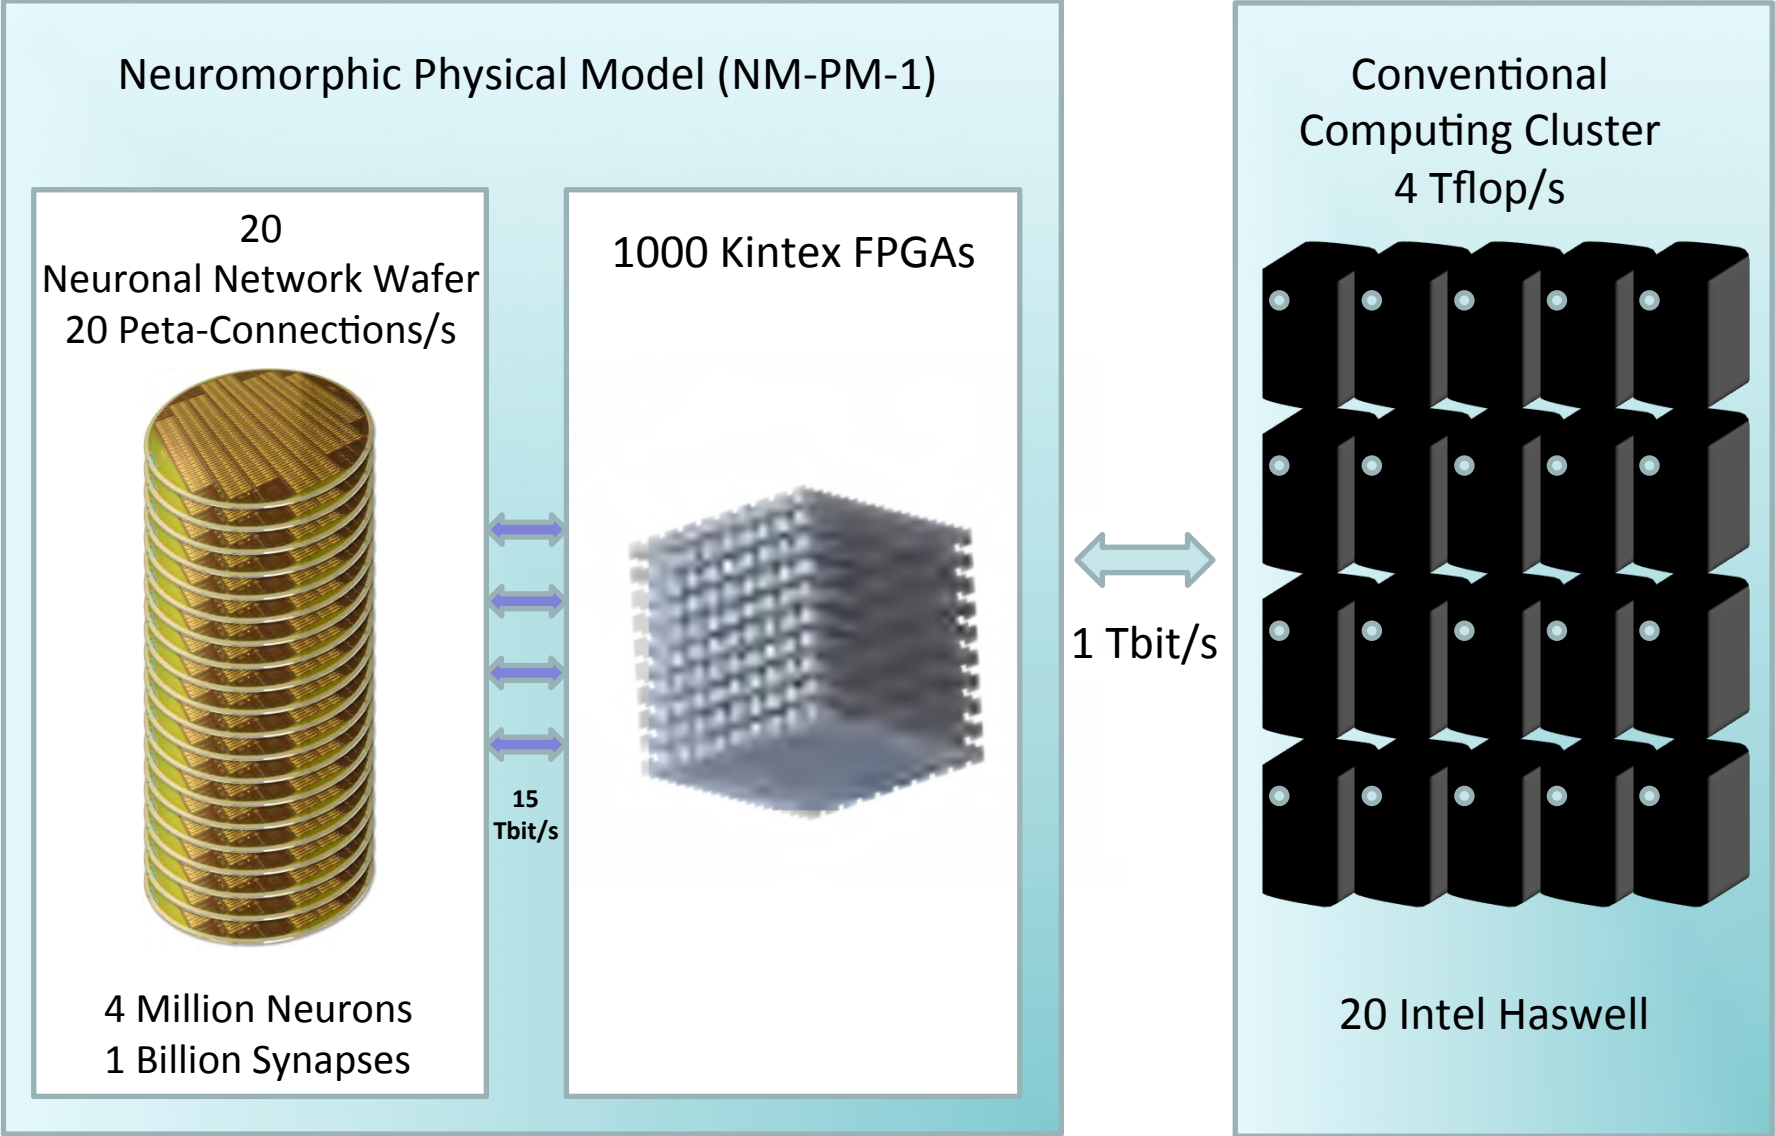 Neuromorphic Physical Model (NM-PM-1)
20
Neuronal Network Wafer
20 Peta-Connections/s
4 Million Neurons
1 Billion Synapses
15
Tbit/s
1000 Kintex FPGAs
1 Tbit/s
Conventional
Computing Cluster
4 Tflop/s
20 Intel Haswell